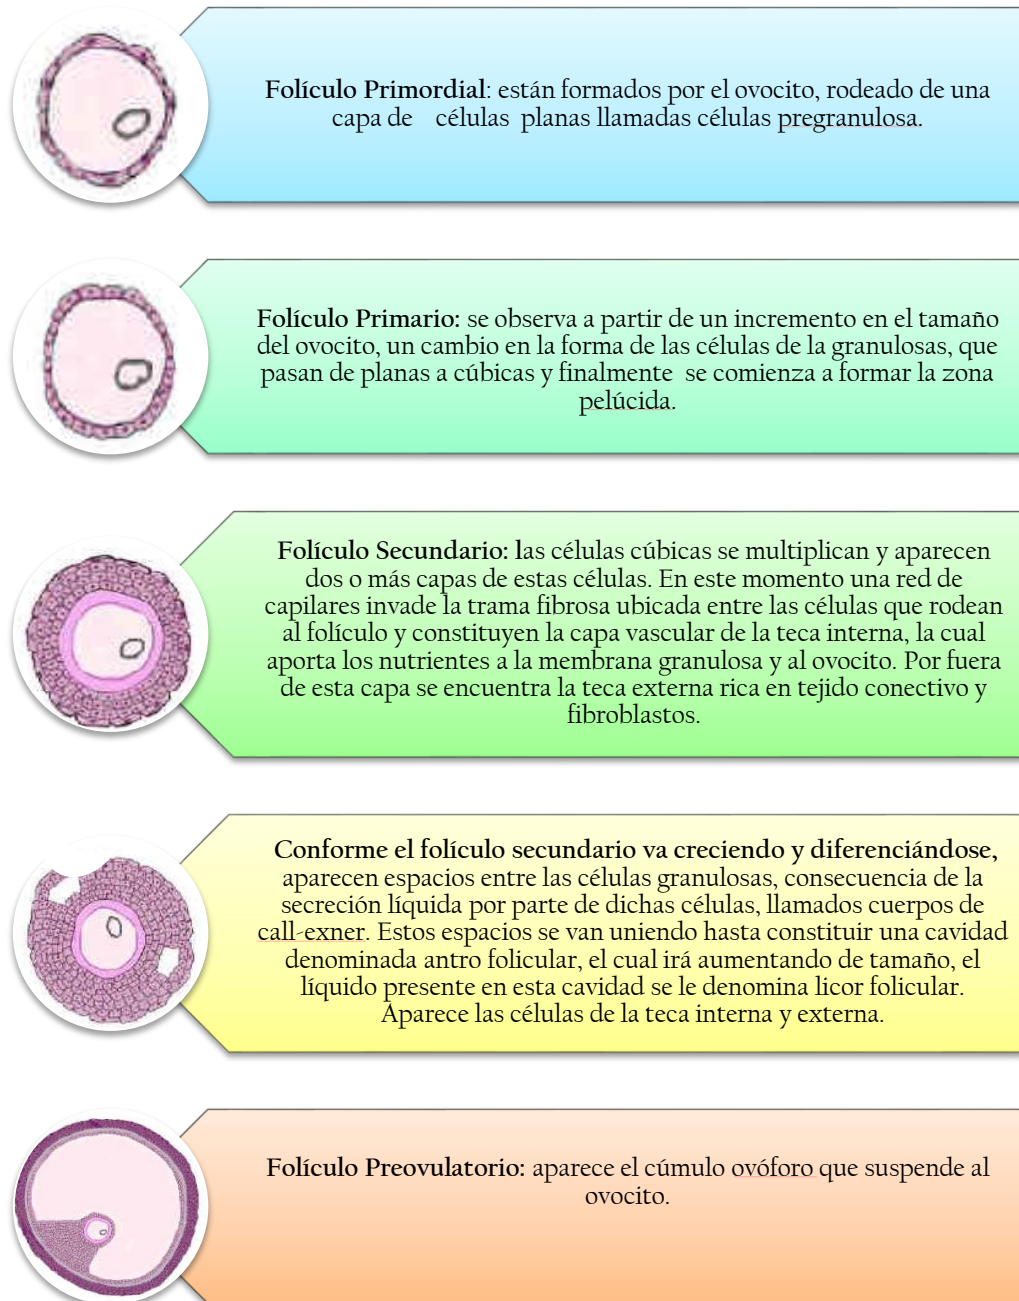 Folículo Primordial: están formados por el ovocito, rodeado de una
capa de células planas llamadas células pregranulosa.
Folículo Primario: se observa a partir de un incremento en el tamaño
del ovocito, un cambio en la forma de las células de la granulosas, que
pasan de planas a cúbicas y finalmente se comienza a formar la zona
pelúcida.
Folículo Secundario: las células cúbicas se multiplican y aparecen
dos o más capas de estas células. En este momento una red de
capilares invade la trama fibrosa ubicada entre las células que rodean
al folículo y constituyen la capa vascular de la teca interna, la cual
aporta los nutrientes a la membrana granulosa y al ovocito. Por fuera
de esta capa se encuentra la teca externa rica en tejido conectivo y
fibroblastos.
Conforme el folículo secundario va creciendo y diferenciándose,
aparecen espacios entre las células granulosas, consecuencia de la
secreción líquida por parte de dichas células, llamados cuerpos de
call-exner. Estos espacios se van uniendo hasta constituir una cavidad
denominada antro folicular, el cual irá aumentando de tamaño, el
líquido presente en esta cavidad se le denomina licor folicular.
Aparece las células de la teca interna y externa.
Folículo Preovulatorio: aparece el cúmulo ovóforo que suspende al
ovocito.